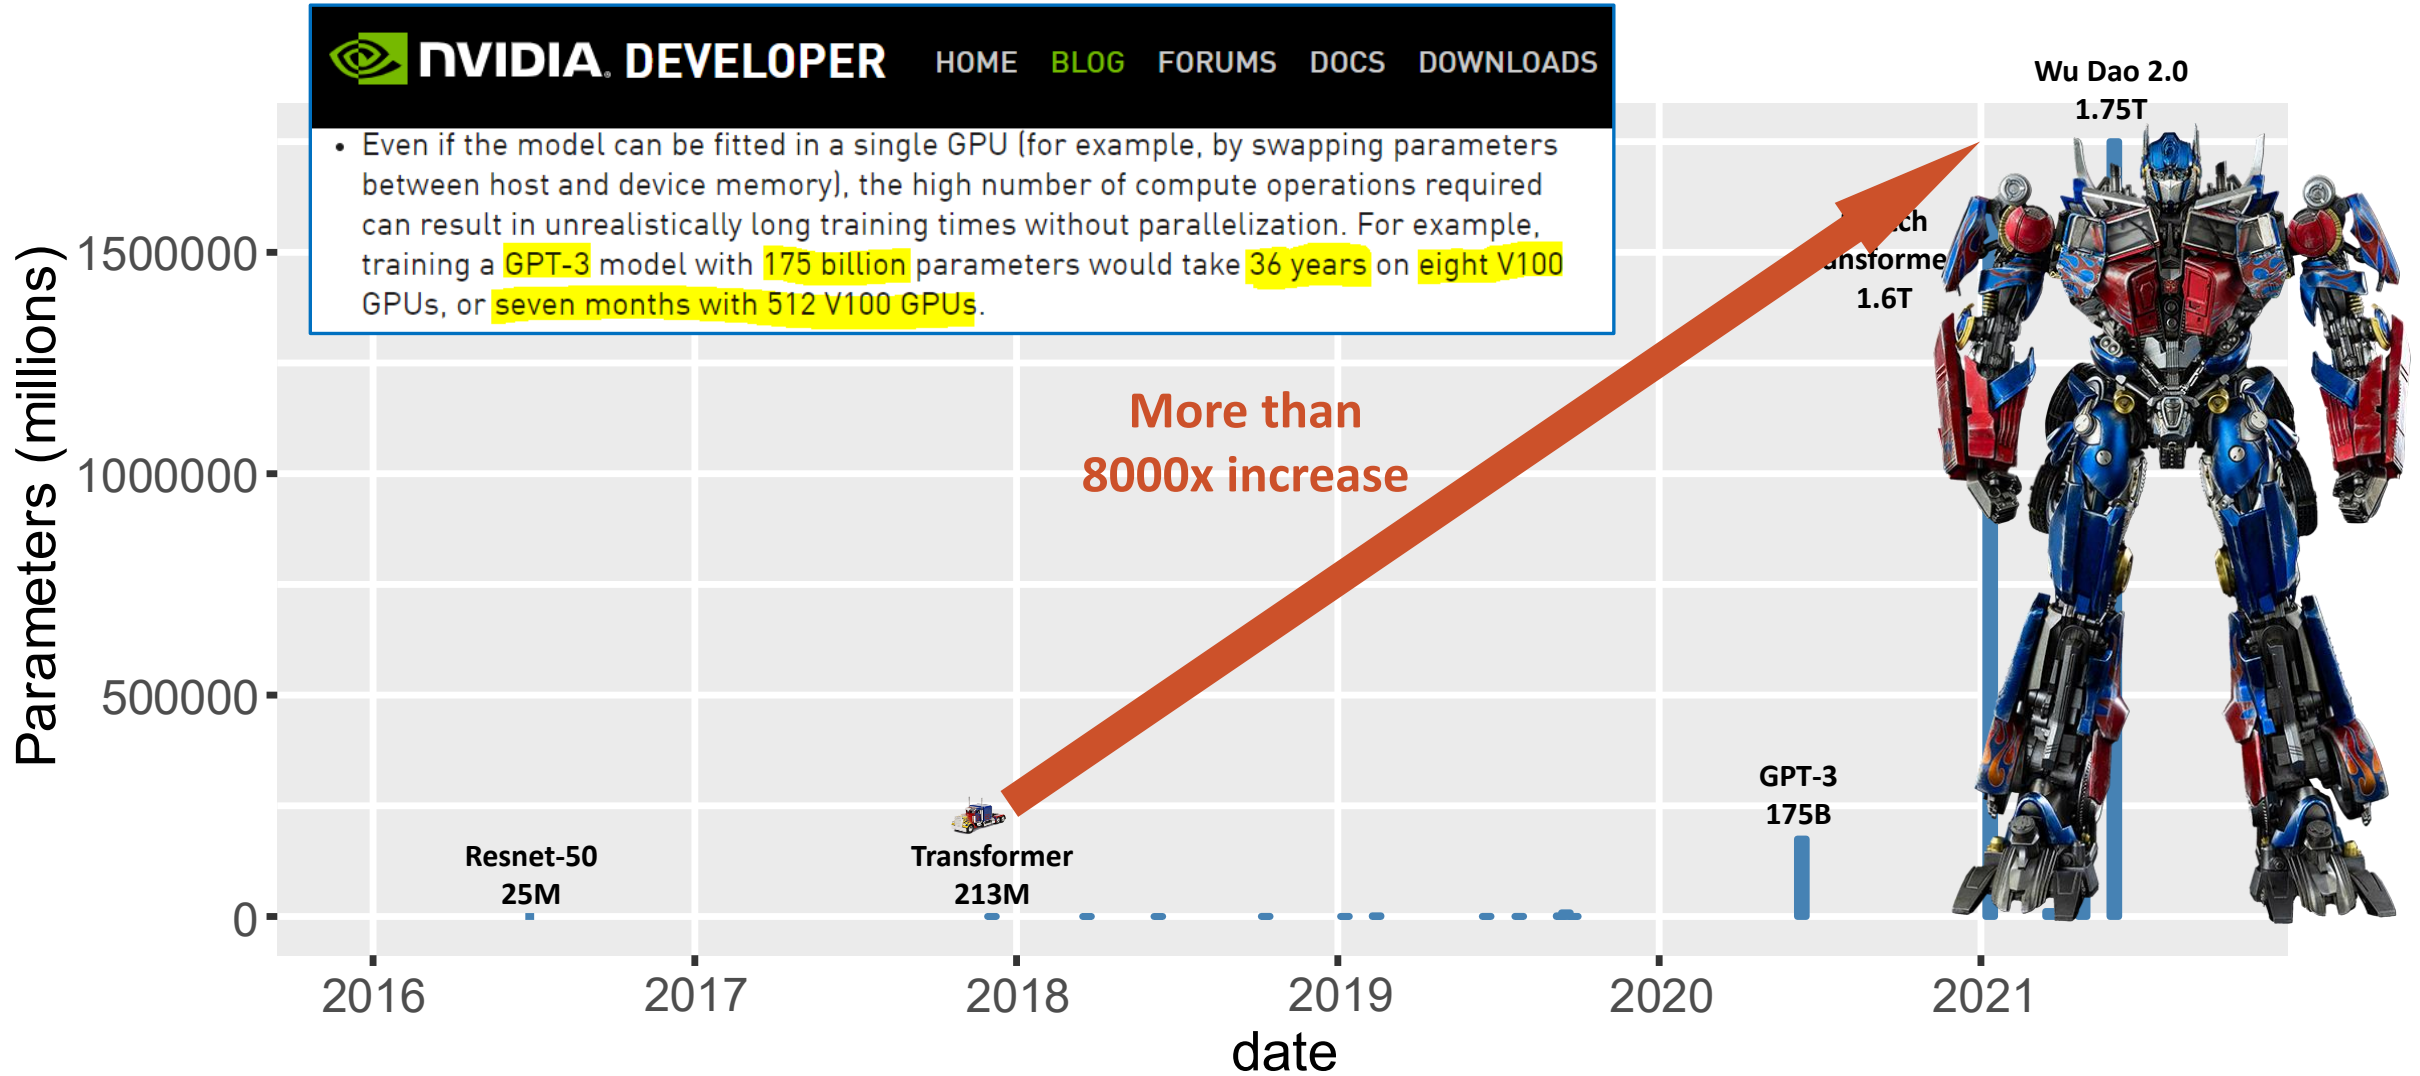 NVIDIA. DEVELOPER HOME BLOG FORUMS DOCS DOWNLOADS
• Even if the model can be fitted in a single GPU (for example, by swapping parameters
between host and device memory), the high number of compute operations required
can result in unrealistically long training times without parallelization. For example,
training a GPT-3 model with 175 billion parameters would take 36 years on eight V100
GPUs, or seven months with 512 V100 GPUs.
Wu Dao 2.0
1.75T
1.6T
More than
8000x increase
GPT-3
175B
Resnet-50
25M
Transformer
213M
Parameters (millions)
1500000
1000000
500000
0
2016 2017 2018 2019 2020 2021
date